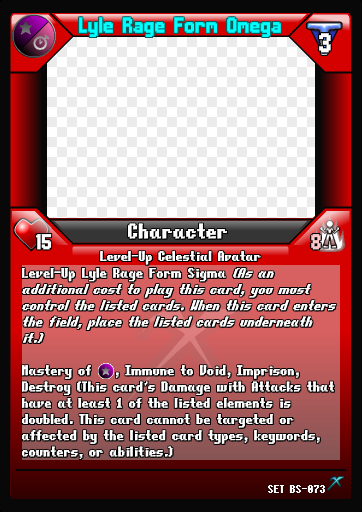 Lyle Rage Form Omega
3
Character
15
8
Level-Up Celestial Avatar
Level-Up Lyle Rage Form Sigma (As an
additional cost to play this card, you must
control the listed cards. When this card enters
the field, place the listed cards underneath
it.)
Mastery of , Immune to Void, Imprison,
Destroy (This card's Damage with Attacks that
have at least 1 of the listed elements is
doubled. This card cannot be targeted or
affected by the listed card types, keywords,
counters, or abilities.)
SET BS-073